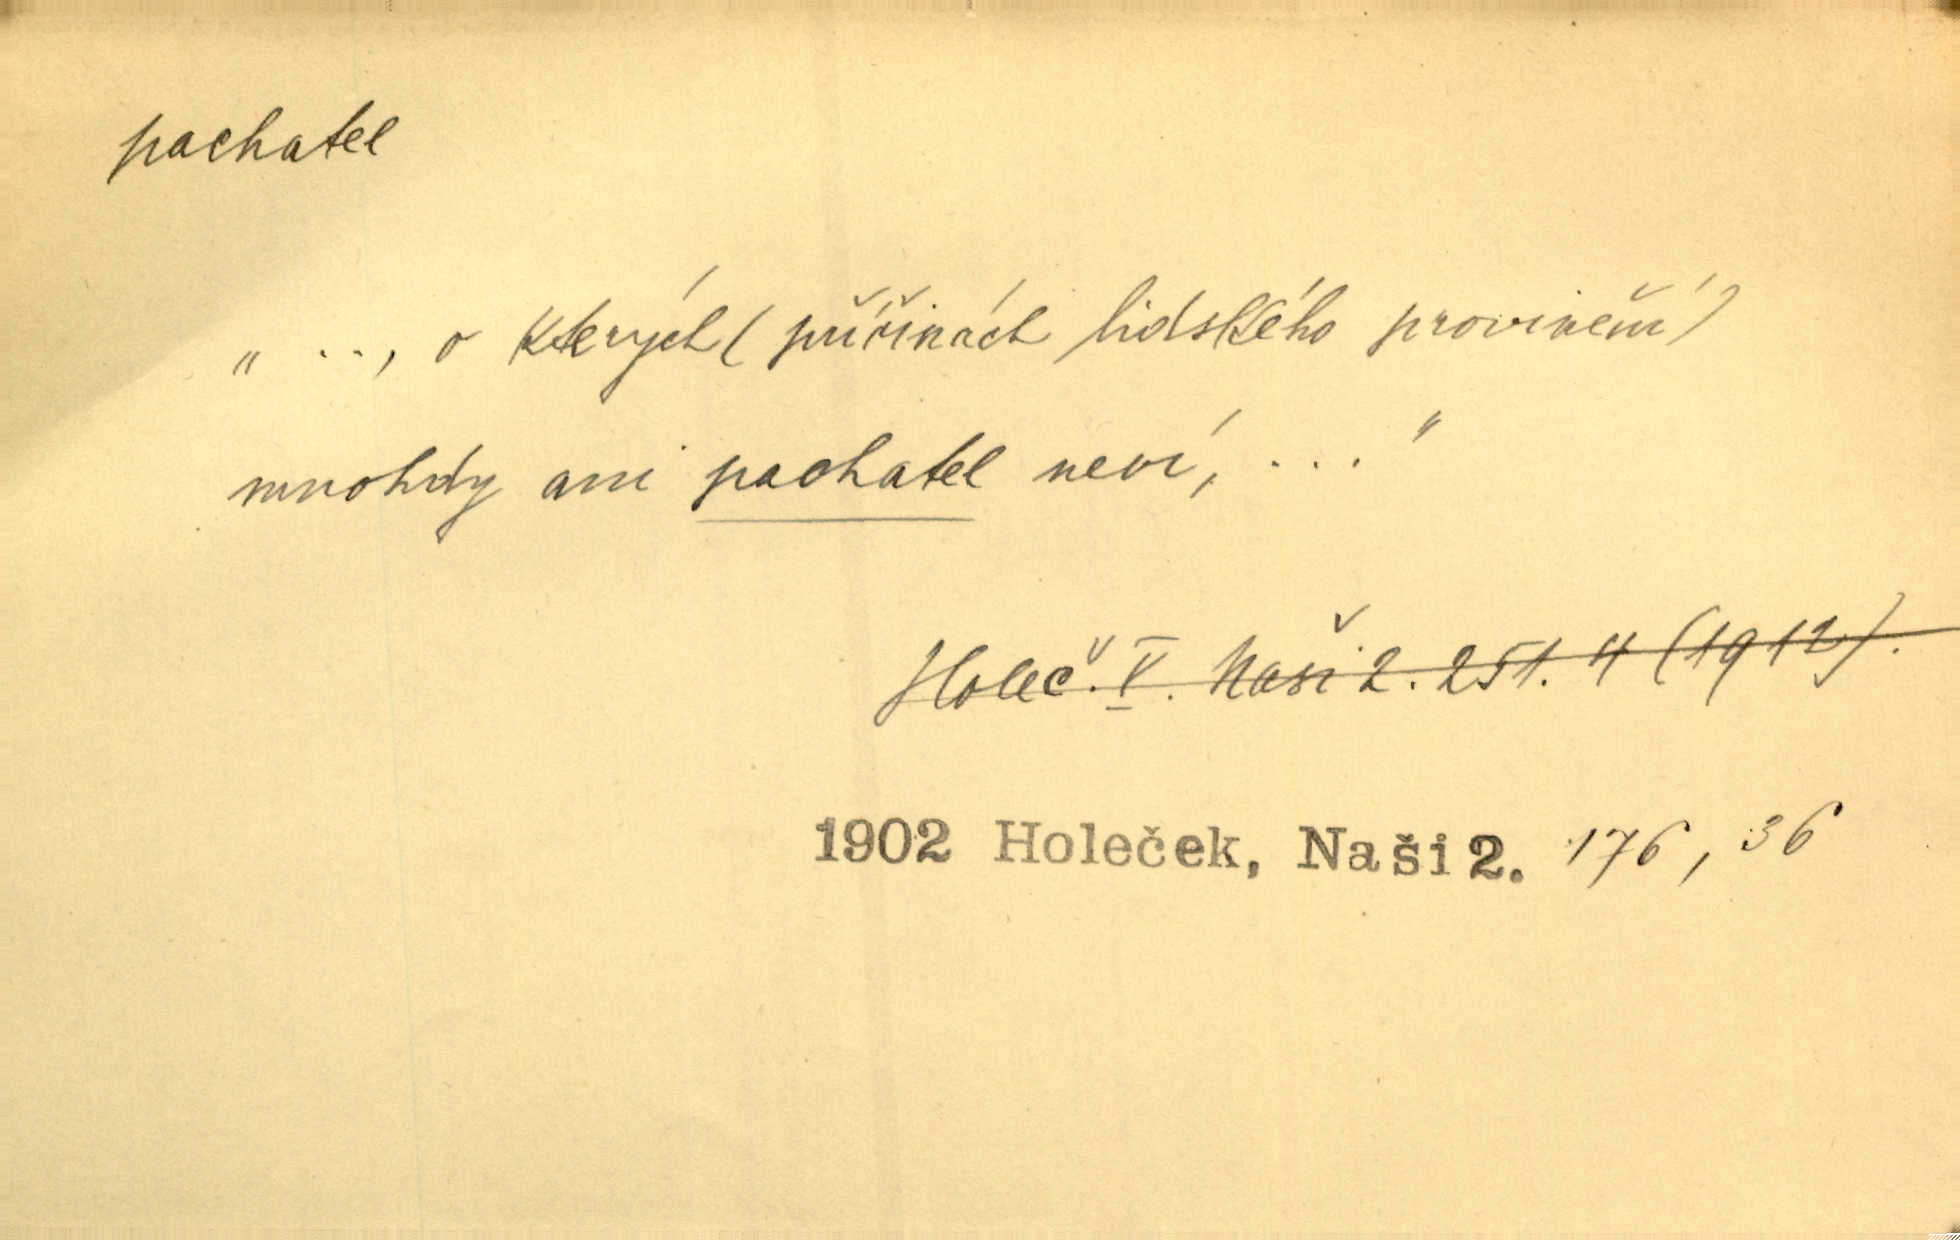 pachatel
„ ..., o kterých (příčinách lidského provinění)
mnohdy ani pachatel neví, ..."
Holeč. V. Naši 2. 251. 4 (1912).
1902 Holeček, Naši 2. 176, 36